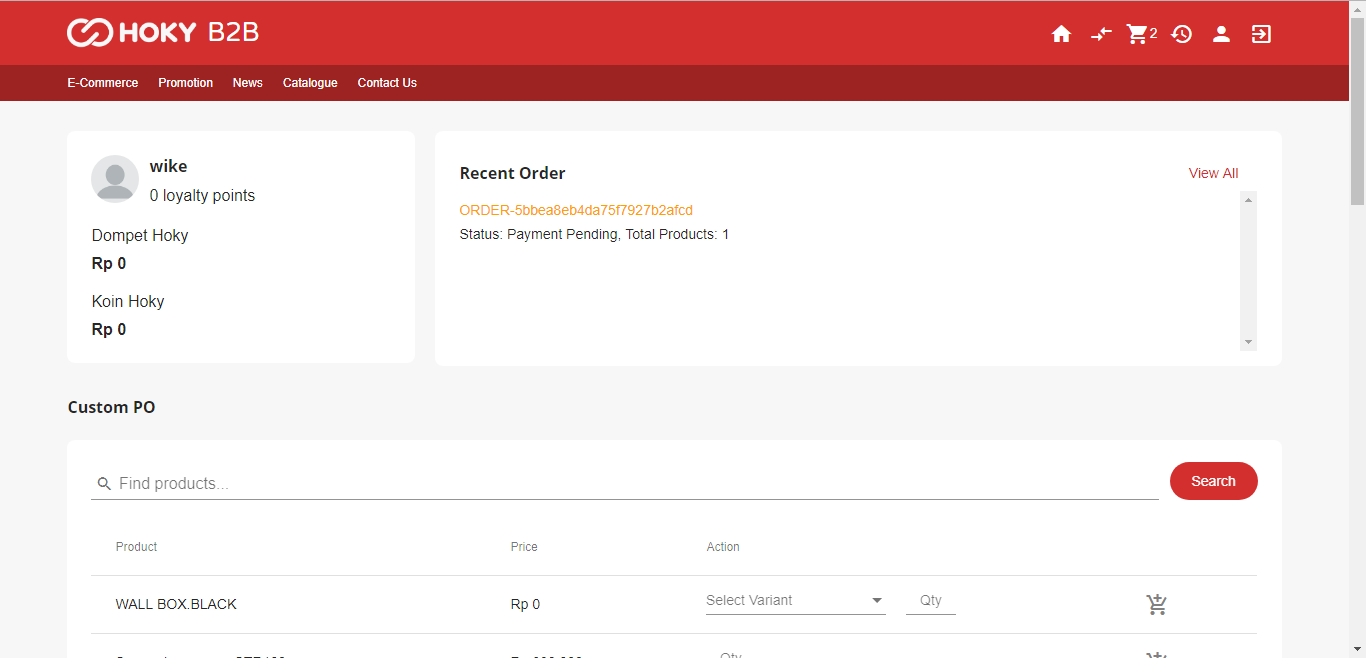 HOKY B2B
2
E-Commerce Promotion News Catalogue Contact Us
wike
0 loyalty points
Dompet Hoky
Rp 0
Koin Hoky
Rp 0
Recent Order View All
ORDER-5bbea8eb4da75f7927b2afcd
Status: Payment Pending, Total Products: 1
Custom PO
Find products... Search
Product Price Action
WALL BOX.BLACK Rp 0 Select Variant Qty
Qty